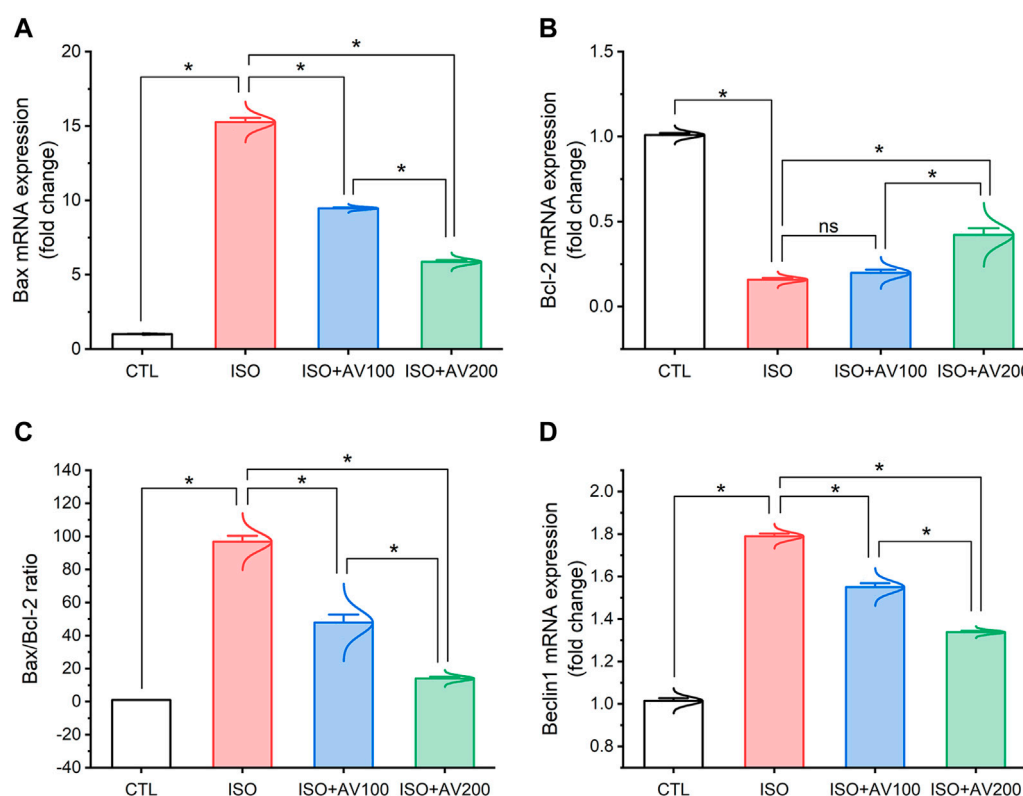 A
Bax mRNA expression
(fold change)
20
15
10
5
0
*
*
*
*
CTL
ISO
ISO+AV100
ISO+AV200
B
Bcl-2 mRNA expression
(fold change)
1.5
1.0
0.5
0.0
*
*
*
ns
CTL
ISO
ISO+AV100
ISO+AV200
C
Bax/Bcl-2 ratio
140
120
100
80
60
40
20
0
-20
-40
*
*
*
*
CTL
ISO
ISO+AV100
ISO+AV200
D
Beclin1 mRNA expression
(fold change)
2.0
1.8
1.6
1.4
1.2
1.0
0.8
*
*
*
*
CTL
ISO
ISO+AV100
ISO+AV200